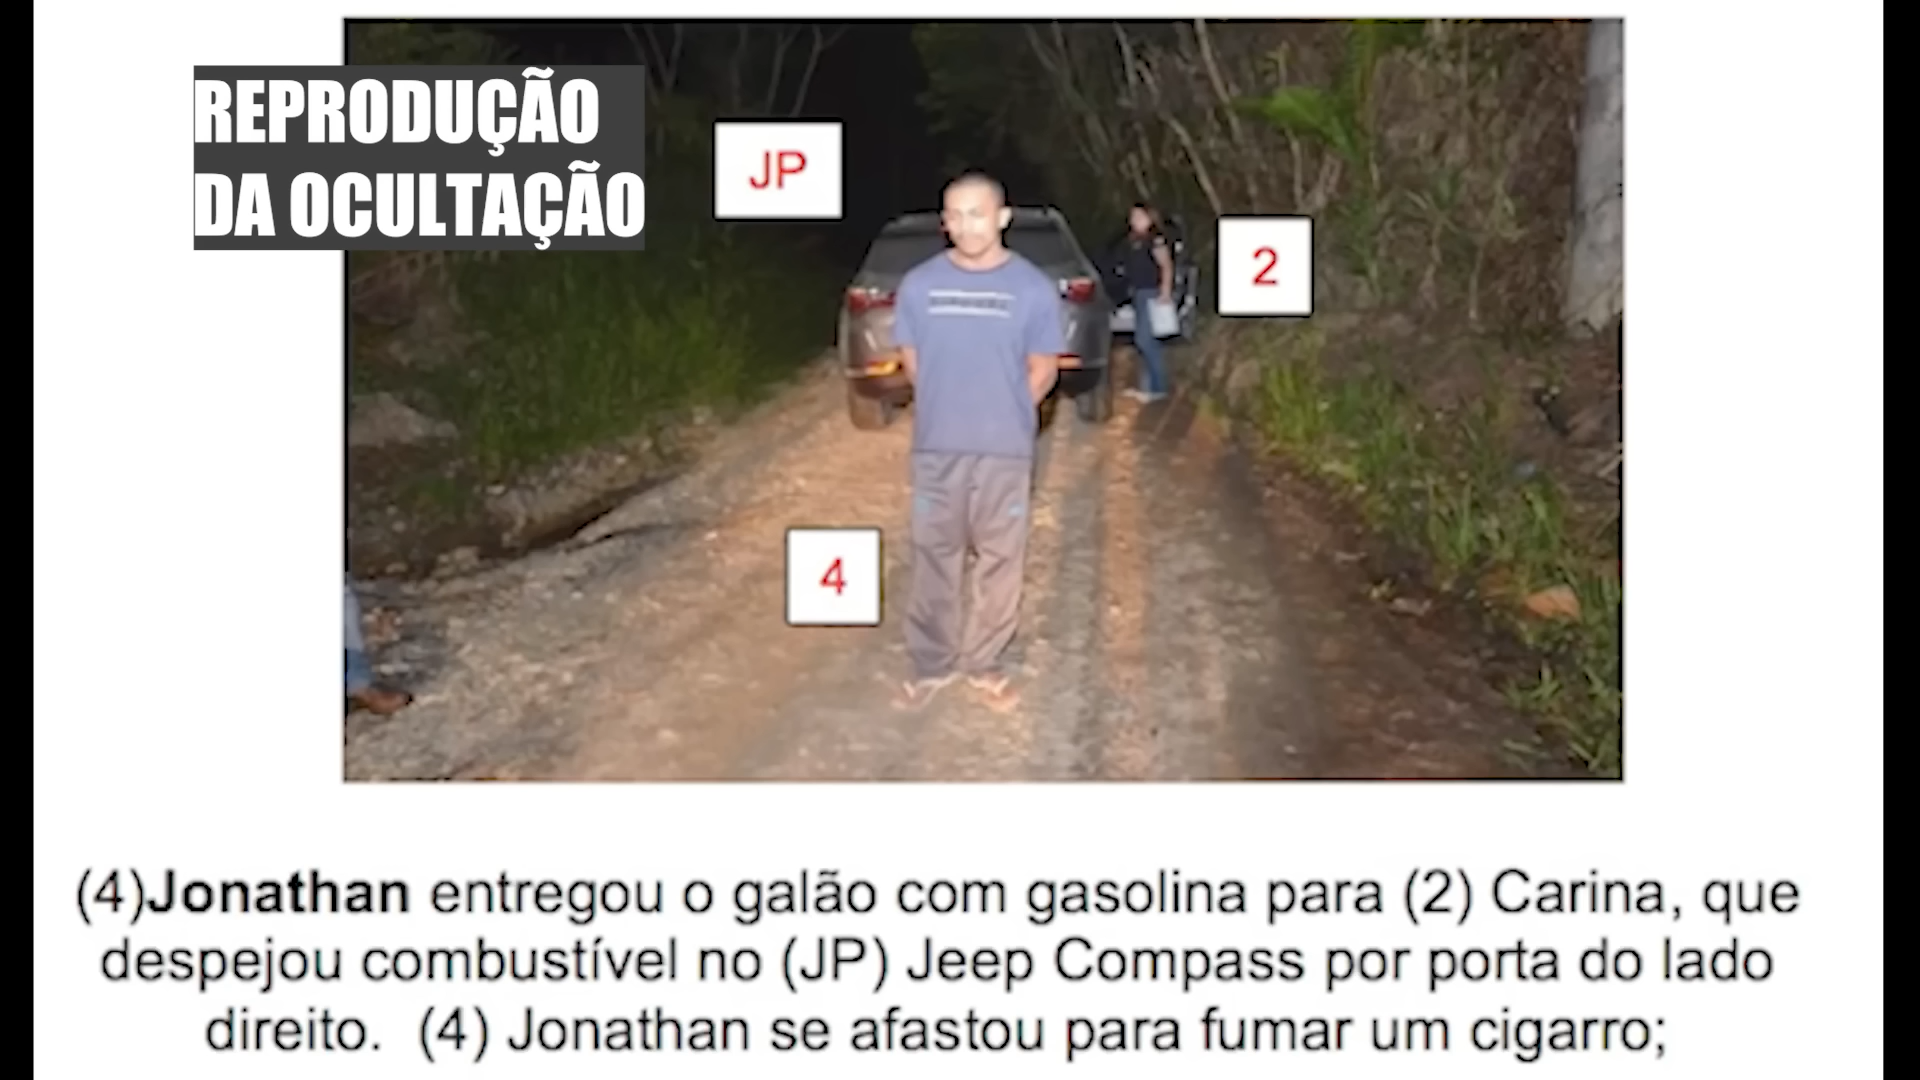 REPRODUÇÃO
DA OCULTAÇÃO
JP
2
4
(4)Jonathan entregou o galão com gasolina para (2) Carina, que
despejou combustível no (JP) Jeep Compass por porta do lado
direito. (4) Jonathan se afastou para fumar um cigarro;